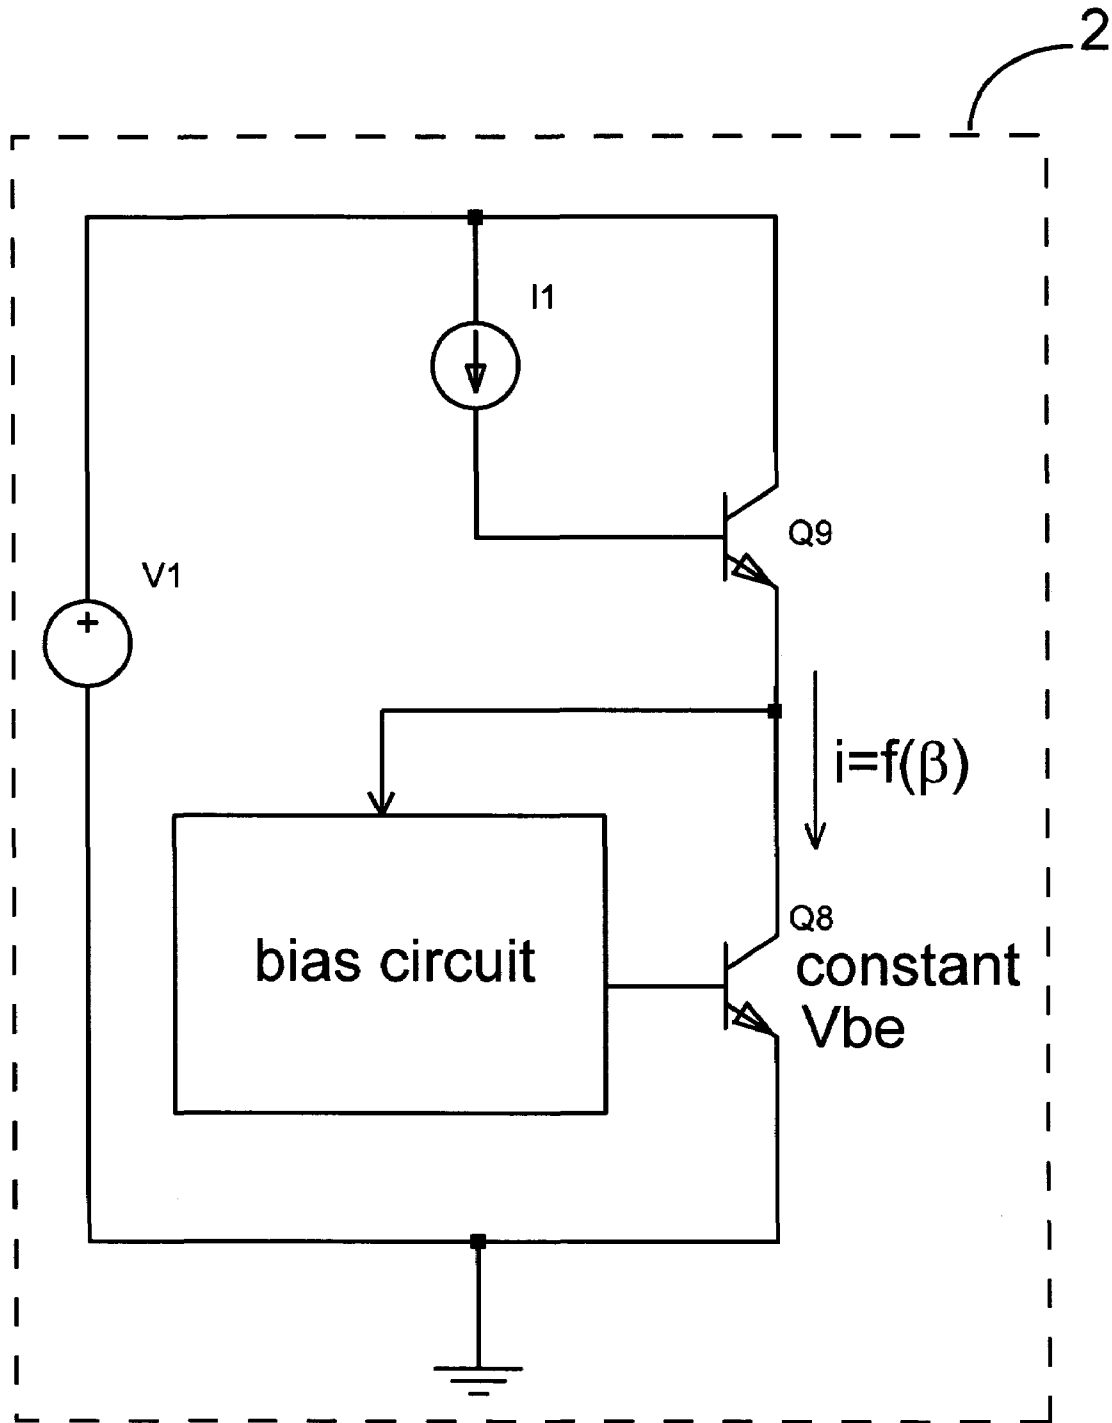 2
I1
Q9
V1
+
i=f(β)
Q8
bias circuit
constant
Vbe